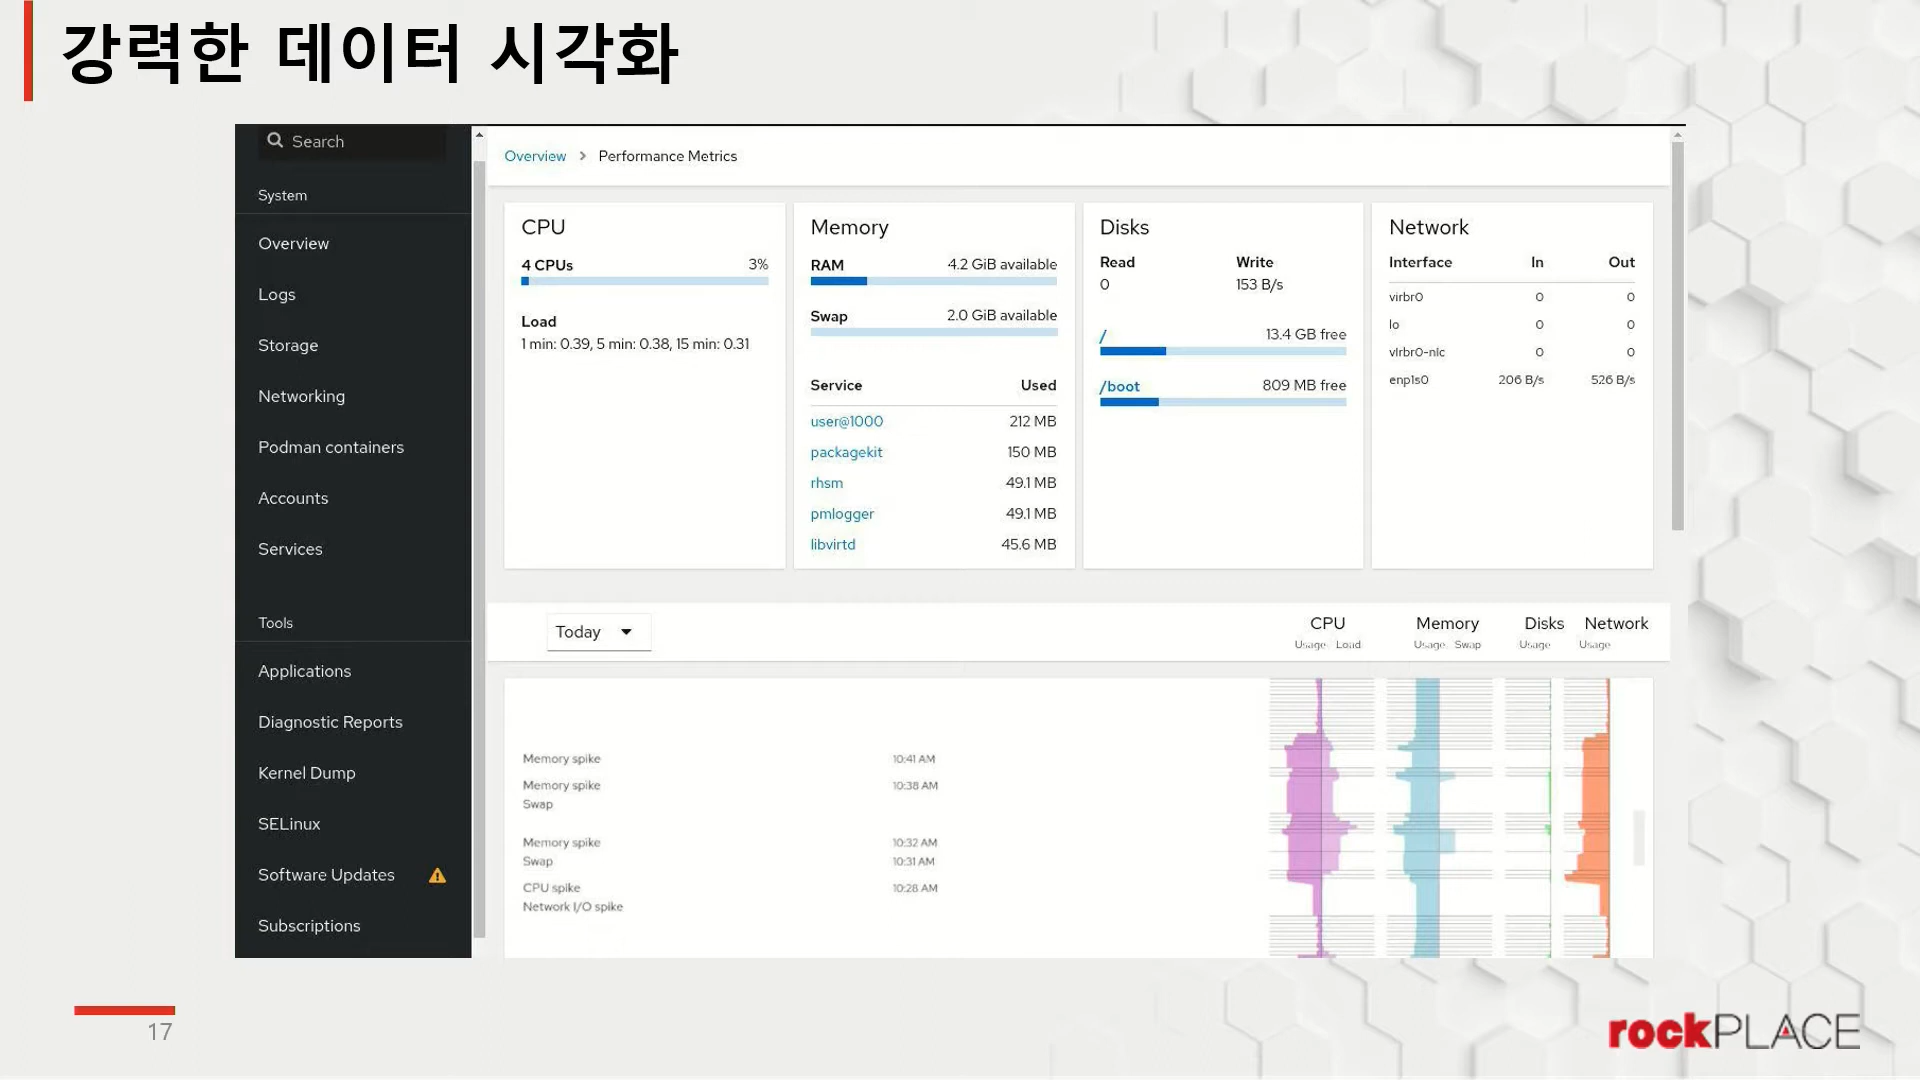 강력한 데이터 시각화
Search
System
Overview
Logs
Storage
Networking
Podman containers
Accounts
Services
Tools
Applications
Diagnostic Reports
Kernel Dump
SELinux
Software Updates
Subscriptions
Overview > Performance Metrics
CPU
4 CPUs 3%
Load
1 min: 0.39, 5 min: 0.38, 15 min: 0.31
Memory
RAM 4.2 GiB available
Swap 2.0 GiB available
Service Used
user@1000 212 MB
packagekit 150 MB
rhsm 49.1 MB
pmlogger 49.1 MB
libvirtd 45.6 MB
Disks
Read Write
0 153 B/s
/ 13.4 GB free
/boot 809 MB free
Network
Interface In Out
virbr0 0 0
lo 0 0
virbr0-nic 0 0
enp1s0 206 B/s 526 B/s
Today
CPU Memory Disks Network
Usage Load Usage Swap Usage Usage
Memory spike 10:41 AM
Memory spike 10:38 AM
Swap
Memory spike 10:32 AM
Swap 10:31 AM
CPU spike 10:28 AM
Network I/O spike
17
rockPLACE